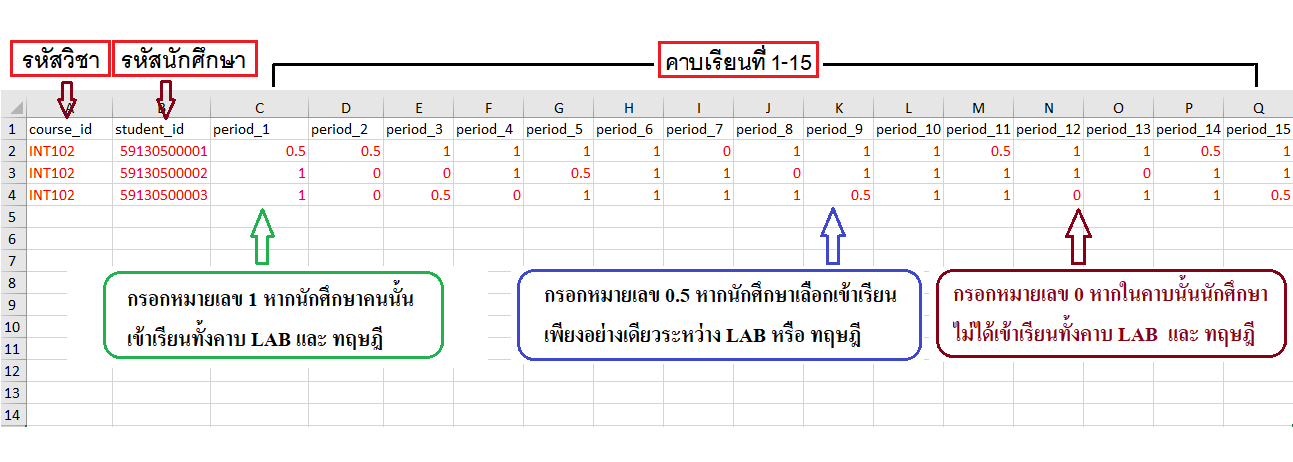 รหัสวิชา รหัสนักศึกษา คาบเรียนที่ 1-15
A B C D E F G H I J K L M N O P Q
1 course_id student_id period_1 period_2 period_3 period_4 period_5 period_6 period_7 period_8 period_9 period_10 period_11 period_12 period_13 period_14 period_15
2 INT102 59130500001 0.5 0.5 1 1 1 1 0 1 1 1 0.5 1 1 0.5 1
3 INT102 59130500002 1 0 0 1 0.5 1 1 0 1 1 1 1 0 1 1
4 INT102 59130500003 1 0 0.5 0 1 1 1 1 0.5 1 1 0 1 1 0.5
5
6
7
8
9
10
11
12
13
14
กรอกหมายเลข 1 หากนักศึกษาคนนั้น
เข้าเรียนทั้งคาบ LAB และ ทฤษฎี
กรอกหมายเลข 0.5 หากนักศึกษาเลือกเข้าเรียน
เพียงอย่างเดียวระหว่าง LAB หรือ ทฤษฎี
กรอกหมายเลข 0 หากในคาบนั้นนักศึกษา
ไม่ได้เข้าเรียนทั้งคาบ LAB และ ทฤษฎี